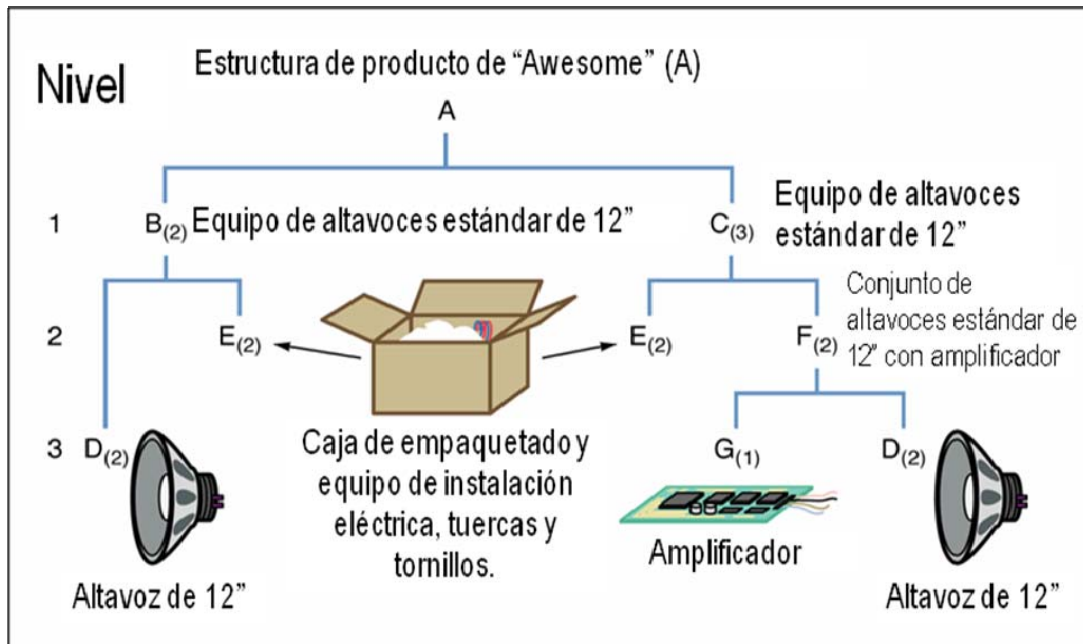 Estructura de producto de “Awesome” (A)
Nivel
A
1
B(2) Equipo de altavoces estándar de 12”
C(3)
Equipo de altavoces
estándar de 12”
2
E(2)
E(2)
F(2)
Conjunto de
altavoces estándar de
12” con amplificador
3
D(2)
Caja de empaquetado y
equipo de instalación
eléctrica, tuercas y
tornillos.
G(1)
D(2)
Amplificador
Altavoz de 12”
Altavoz de 12”